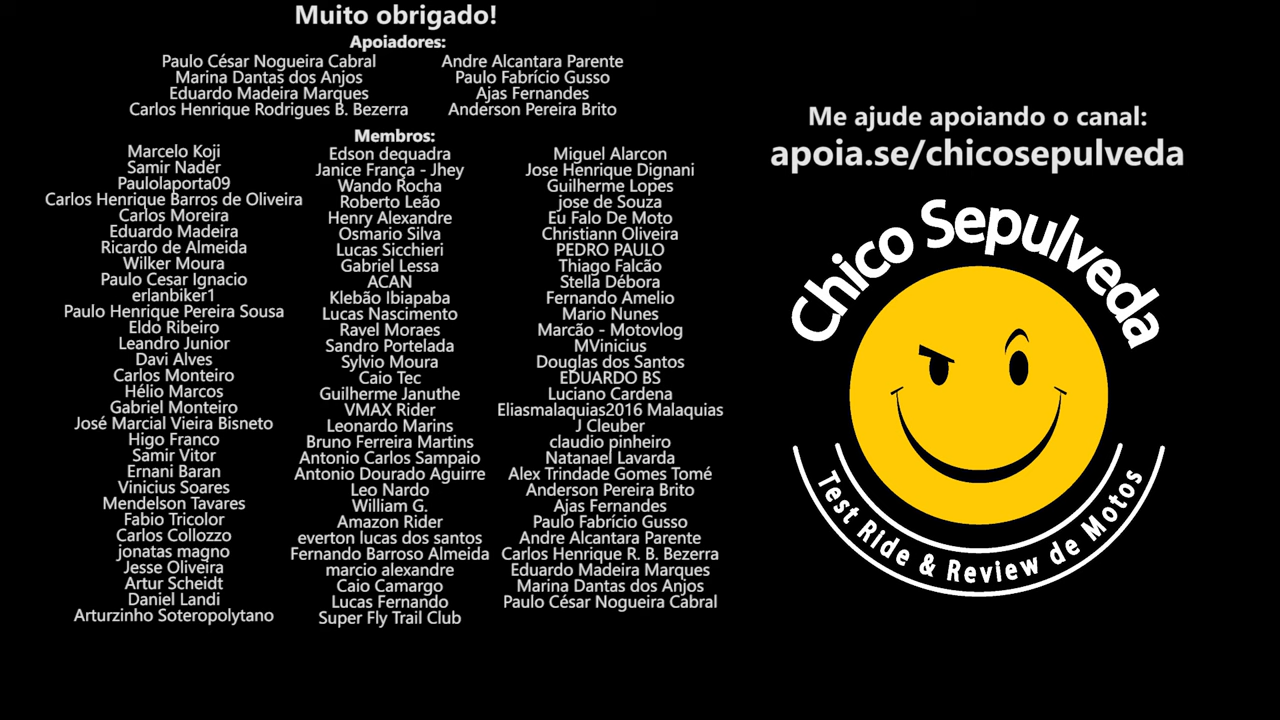 Muito obrigado!
Apoiadores:
Paulo César Nogueira Cabral
Marina Dantas dos Anjos
Eduardo Madeira Marques
Carlos Henrique Rodrigues B. Bezerra
Andre Alcantara Parente
Paulo Fabrício Gusso
Ajas Fernandes
Anderson Pereira Brito
Membros:
Marcelo Koji
Samir Nader
Paulolaporta09
Carlos Henrique Barros de Oliveira
Carlos Moreira
Eduardo Madeira
Ricardo de Almeida
Wilker Moura
Paulo Cesar Ignacio
erlanbiker1
Paulo Henrique Pereira Sousa
Eldo Ribeiro
Leandro Junior
Davi Alves
Carlos Monteiro
Hélio Marcos
Gabriel Monteiro
José Marcial Vieira Bisneto
Higo Franco
Samir Vitor
Ernani Baran
Vinicius Soares
Mendelson Tavares
Fabio Tricolor
Carlos Collozzo
jonatas magno
Jesse Oliveira
Artur Scheidt
Daniel Landi
Arturzinho Soteropolytano
Edson dequadra
Janice França - Jhey
Wando Rocha
Roberto Leão
Henry Alexandre
Osmario Silva
Lucas Sicchieri
Gabriel Lessa
ACAN
Klebão Ibiapaba
Lucas Nascimento
Ravel Moraes
Sandro Portelada
Sylvio Moura
Caio Tec
Guilherme Januthe
VMAX Rider
Leonardo Marins
Bruno Ferreira Martins
Antonio Carlos Sampaio
Antonio Dourado Aguirre
Leo Nardo
William G.
Amazon Rider
everton lucas dos santos
Fernando Barroso Almeida
marcio alexandre
Caio Camargo
Lucas Fernando
Super Fly Trail Club
Miguel Alarcon
Jose Henrique Dignani
Guilherme Lopes
jose de Souza
Eu Falo De Moto
Christiann Oliveira
PEDRO PAULO
Thiago Falcão
Stella Débora
Fernando Amelio
Mario Nunes
Marcão - Motovlog
MVinicius
Douglas dos Santos
EDUARDO BS
Luciano Cardena
Eliasmalaquias2016 Malaquias
J Cleuber
claudio pinheiro
Natanael Lavarda
Alex Trindade Gomes Tomé
Anderson Pereira Brito
Ajas Fernandes
Paulo Fabrício Gusso
Andre Alcantara Parente
Carlos Henrique R. B. Bezerra
Eduardo Madeira Marques
Marina Dantas dos Anjos
Paulo César Nogueira Cabral
Me ajude apoiando o canal:
apoia.se/chicosepulveda
Chico Sepulveda
Test Ride & Review de Motos